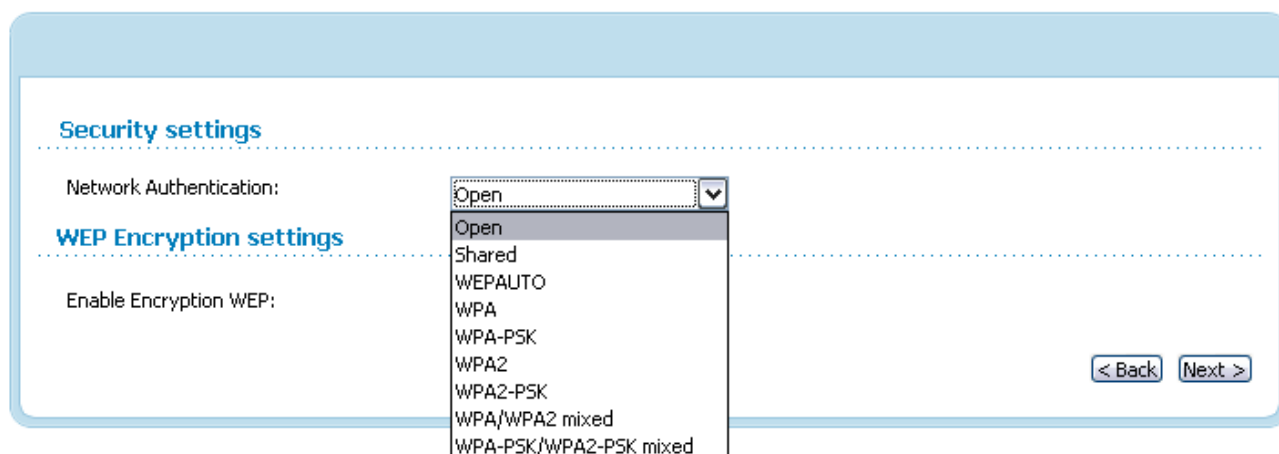 Security settings
Network Authentication:
Open
Open
Shared
WEPAUTO
WPA
WPA-PSK
WPA2
WPA2-PSK
WPA/WPA2 mixed
WPA-PSK/WPA2-PSK mixed
WEP Encryption settings
Enable Encryption WEP:
< Back
Next >